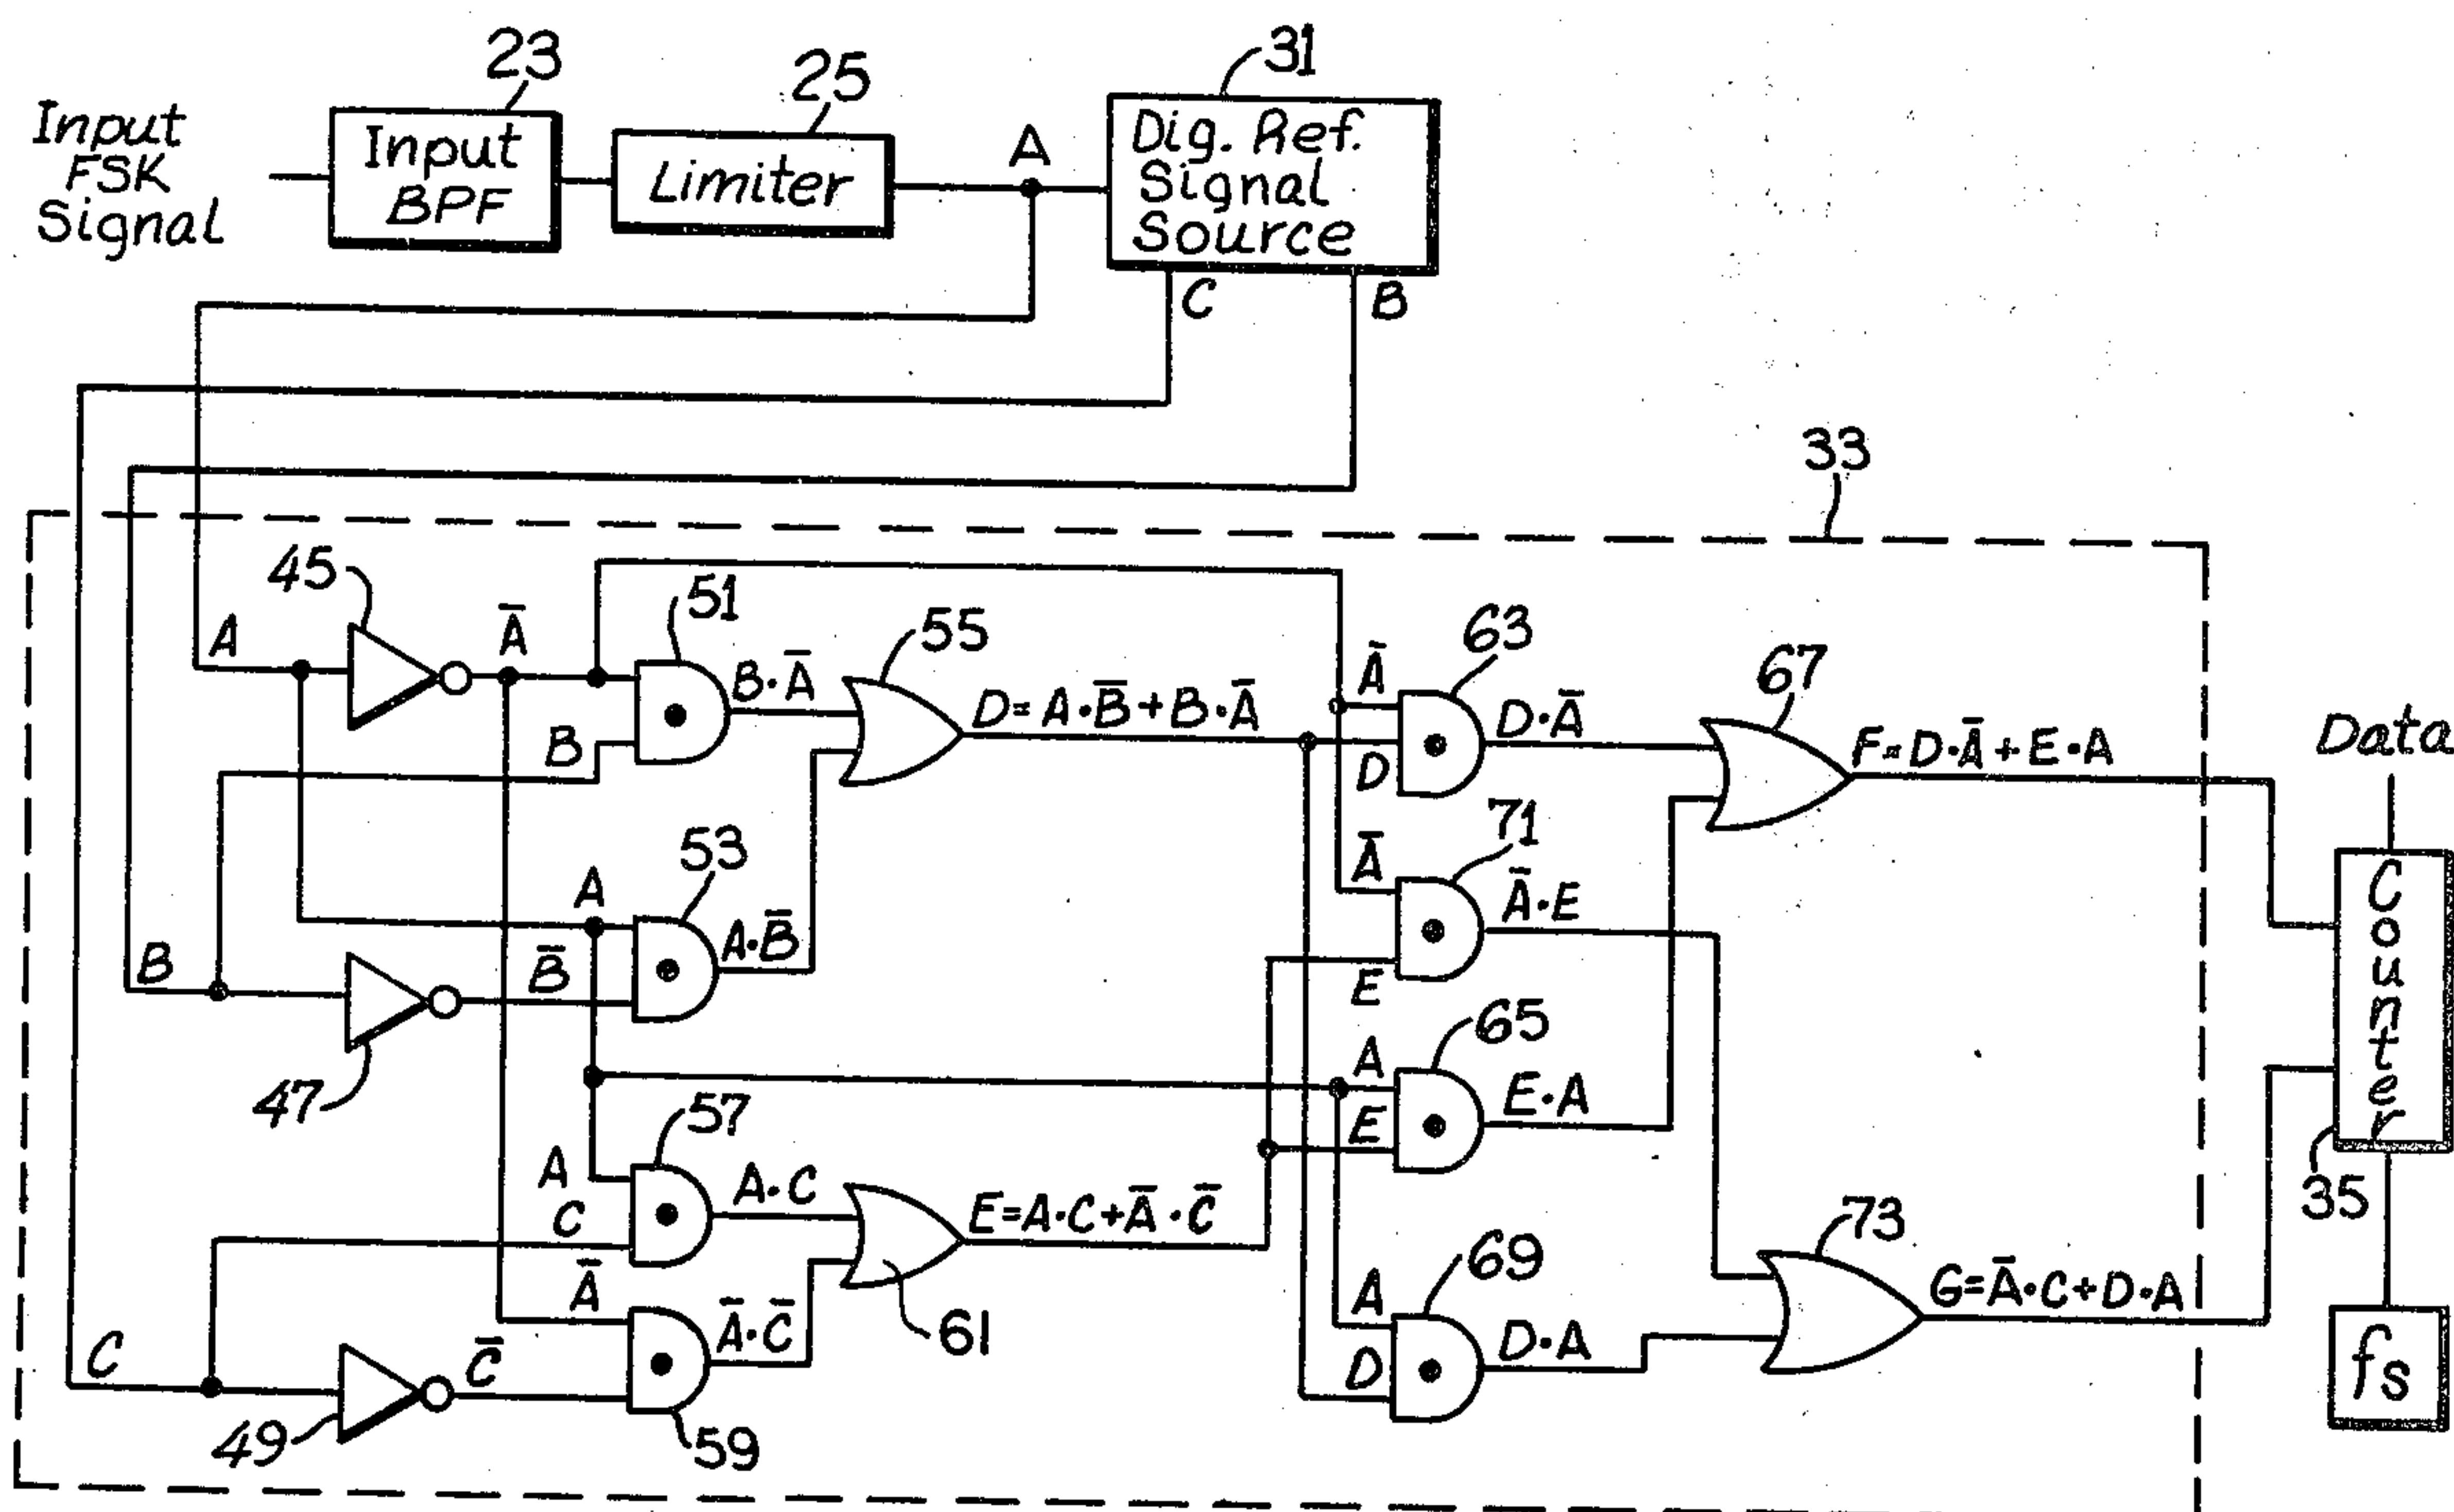 23
25
31
Input
FSK
Signal
Input
BPF
Limiter
A
Dig. Ref.
Signal
Source
C
B
33
45
A
Ā
51
B·Ā
B
55
D=A·B̄+B·Ā
Ā
63
D·Ā
D
67
F=D·Ā+E·A
Data
53
A
A·B̄
B
B̄
47
71
Ā
Ā·E
E
65
A
E
E·A
Counter
35
57
A
C
A·C
61
E=A·C+Ā·C̄
Ā
Ā·C̄
C
C̄
49
59
69
A
D
D·A
73
G=Ā·C+D·A
fs